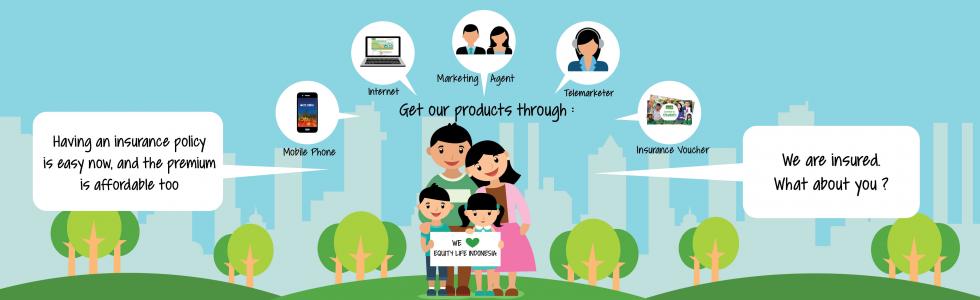 Marketing Agent
Internet
Telemarketer
Get our products through :
Mobile Phone
Insurance Voucher
Having an insurance policy
is easy now, and the premium
is affordable too
We are insured.
What about you ?
WE
EQUITY LIFE INDONESIA